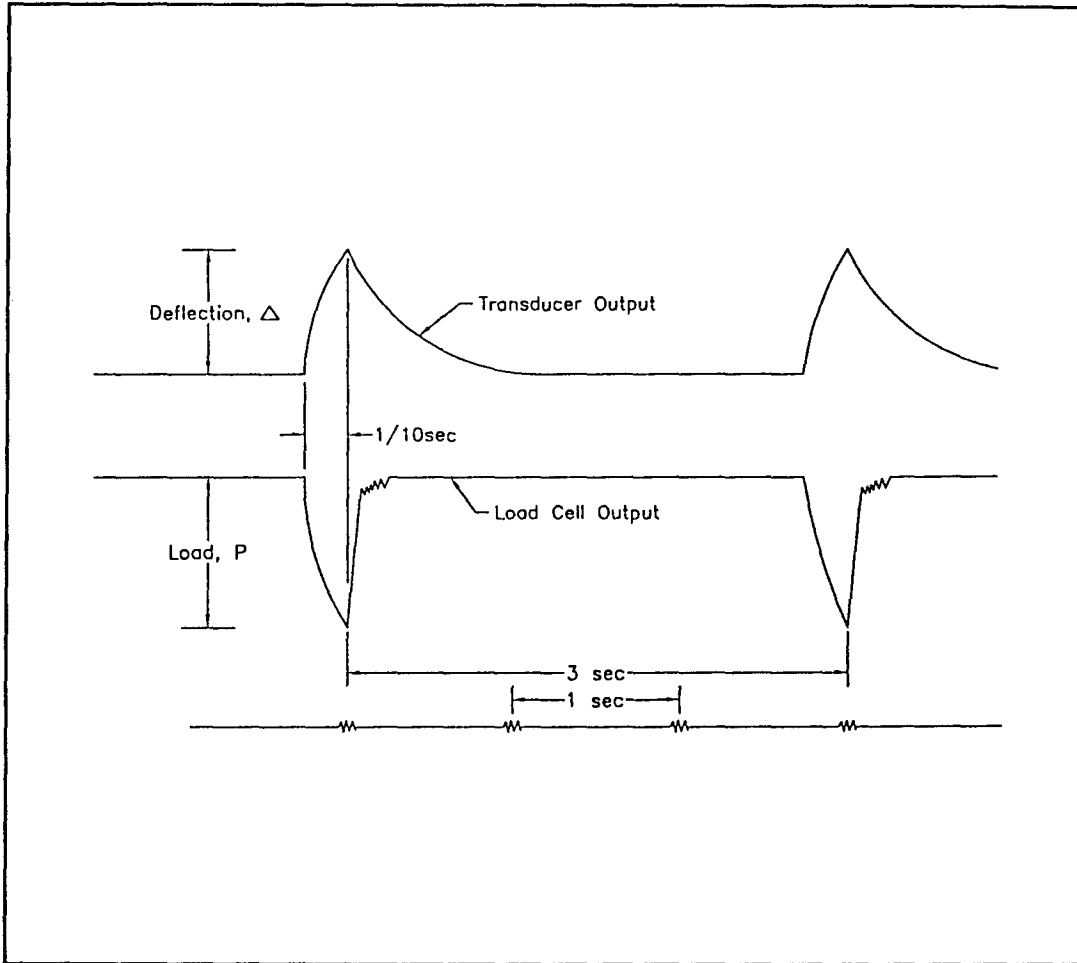 Deflection, Δ
Transducer Output
1/10sec
Load Cell Output
Load, P
3 sec
1 sec